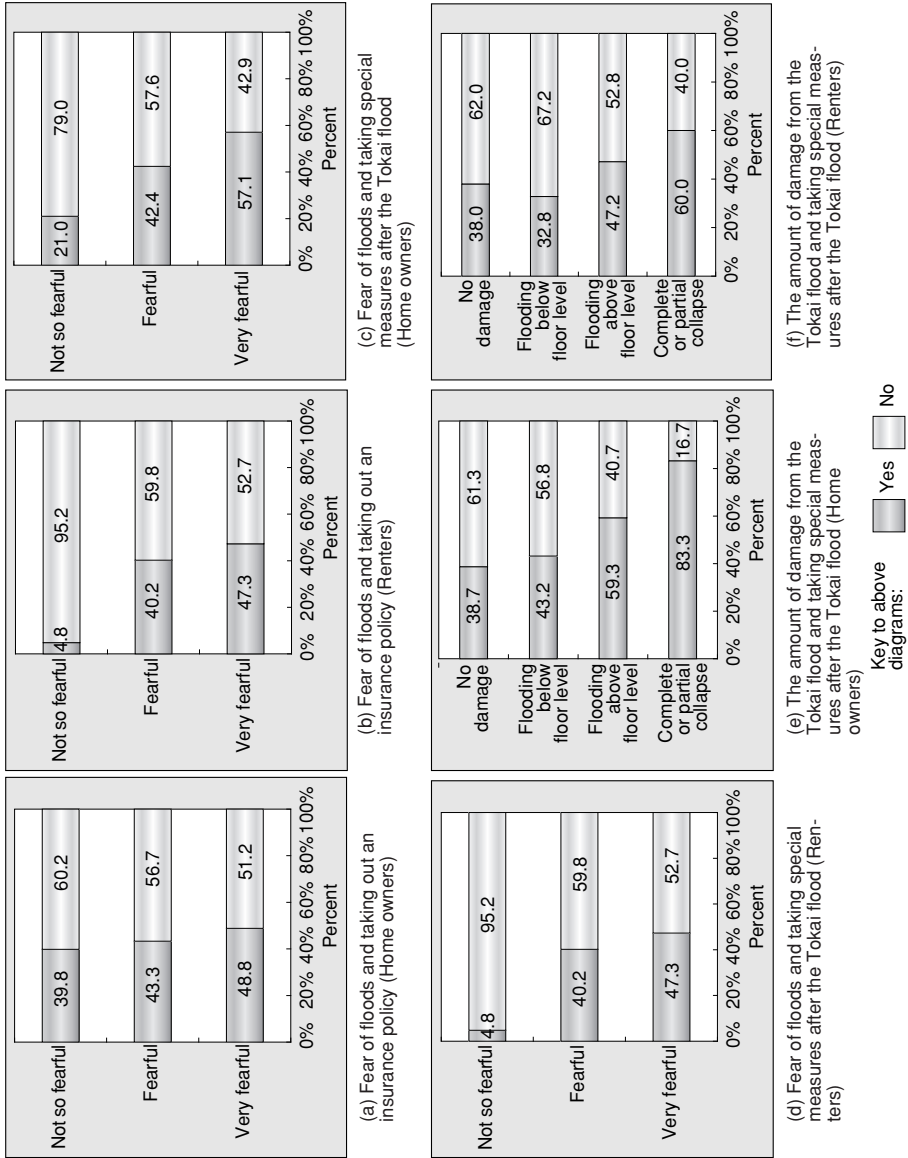 Not so fearful
39.8
60.2
Fearful
43.3
56.7
Very fearful
48.8
51.2
0% 20% 40% 60% 80% 100%
Percent
(a) Fear of floods and taking out an
insurance policy (Home owners)
Not so fearful
4.8
95.2
Fearful
40.2
59.8
Very fearful
47.3
52.7
0% 20% 40% 60% 80% 100%
Percent
(b) Fear of floods and taking out an
insurance policy (Renters)
Not so fearful
21.0
79.0
Fearful
42.4
57.6
Very fearful
57.1
42.9
0% 20% 40% 60% 80% 100%
Percent
(c) Fear of floods and taking special
measures after the Tokai flood
(Home owners)
Not so fearful
4.8
95.2
Fearful
40.2
59.8
Very fearful
47.3
52.7
0% 20% 40% 60% 80% 100%
Percent
(d) Fear of floods and taking special
measures after the Tokai flood (Ren-
ters)
No
damage
38.7
61.3
Flooding
below
floor level
43.2
56.8
Flooding
above
floor level
59.3
40.7
Complete
or partial
collapse
83.3
16.7
0% 20% 40% 60% 80% 100%
Percent
(e) The amount of damage from the
Tokai flood and taking special meas-
ures after the Tokai flood (Home
owners)
No
damage
38.0
62.0
Flooding
below
floor level
32.8
67.2
Flooding
above
floor level
47.2
52.8
Complete
or partial
collapse
60.0
40.0
0% 20% 40% 60% 80% 100%
Percent
(f) The amount of damage from the
Tokai flood and taking special meas-
ures after the Tokai flood (Renters)
Key to above
diagrams:
Yes
No